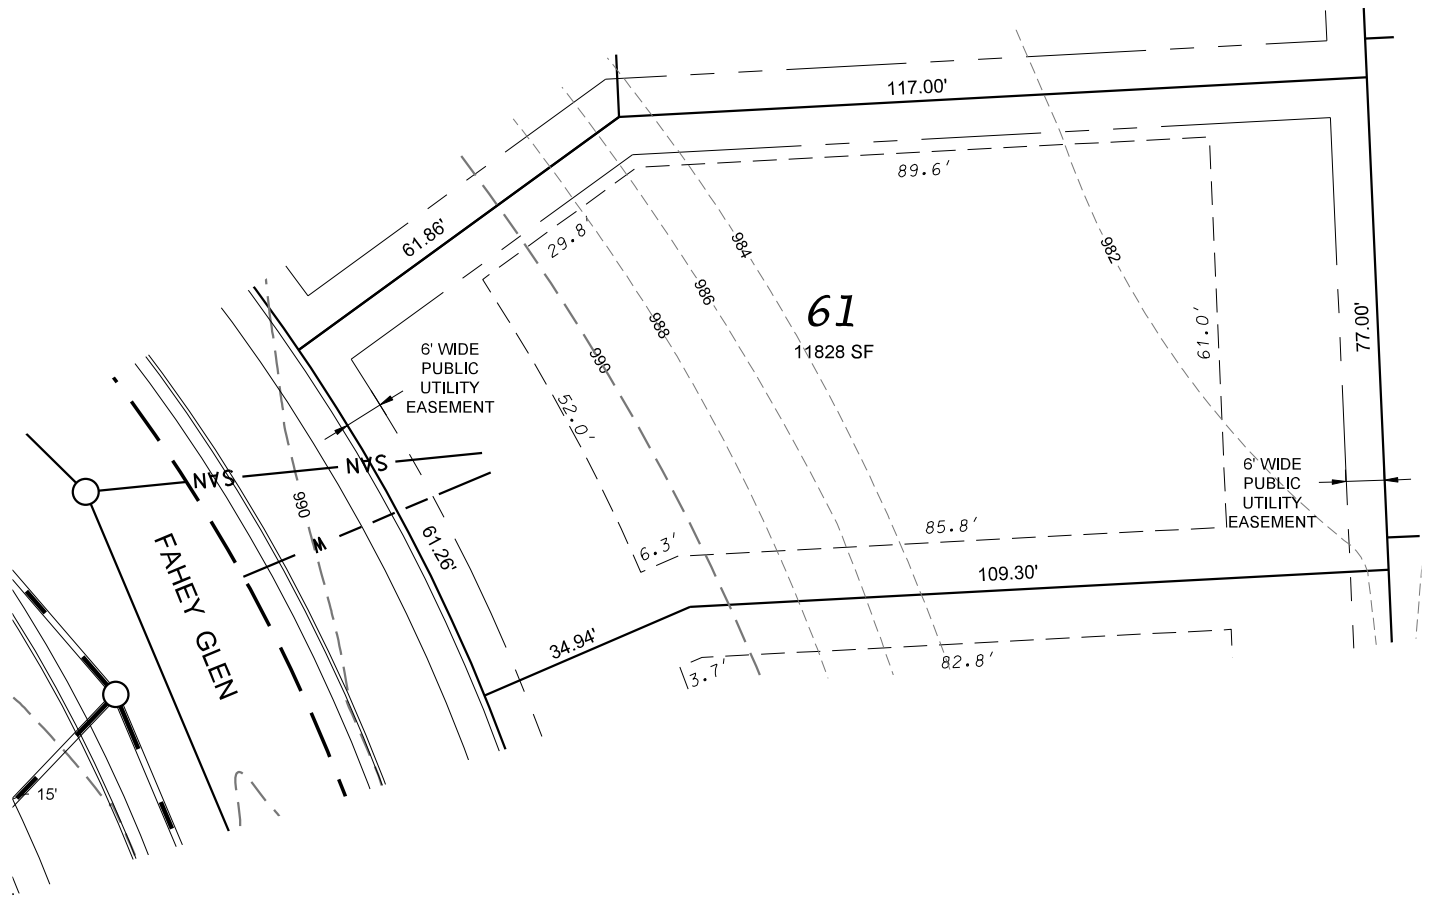 117.00'
89.6'
61.86'
29.8'
984
982
986
988
990
61
11828 SF
61.0'
77.00'
6' WIDE
PUBLIC
UTILITY
EASEMENT
52.0'
SAN
SAN
990
W
61.26'
6.3'
85.8'
6' WIDE
PUBLIC
UTILITY
EASEMENT
109.30'
FAHEY GLEN
34.94'
3.7'
82.8'
15'